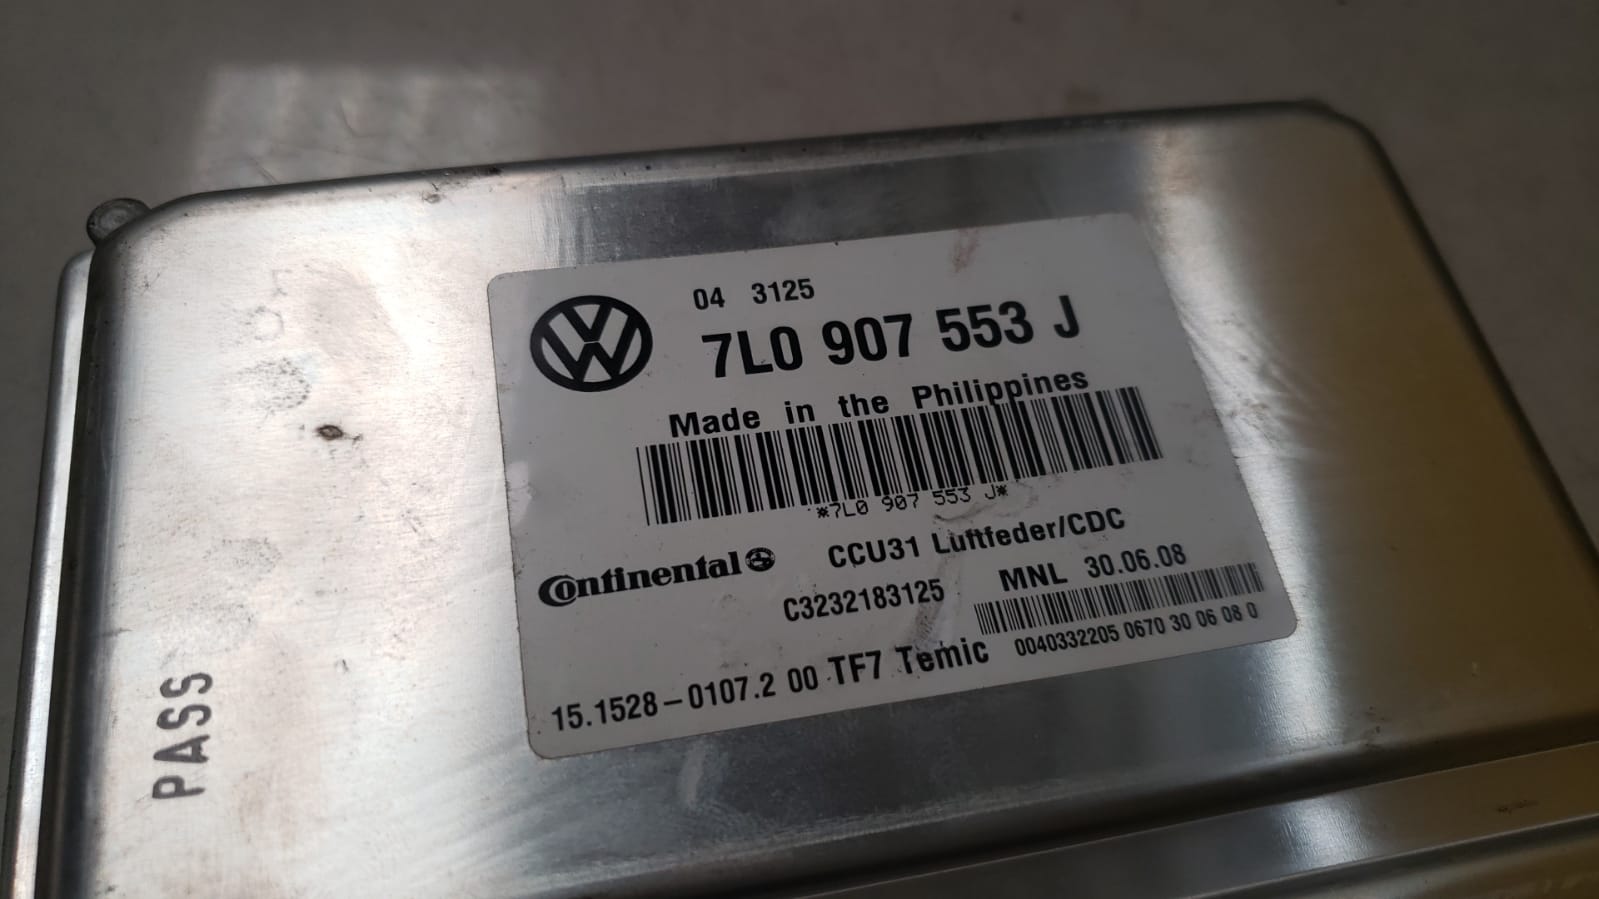 04 3125
7L0 907 553 J
Made in the Philippines
*7L0 907 553 J*
Continental CCU31 Luftfeder/CDC
C3232183125 MNL 30.06.08
15.1528-0107.2 00 TF7 Temic 0040332205 0670 30 06 08 0
PASS